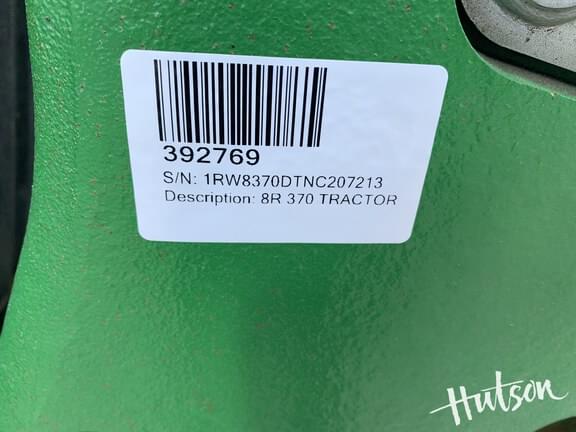 392769
S/N: 1RW8370DTNC207213
Description: 8R 370 TRACTOR
Hutson